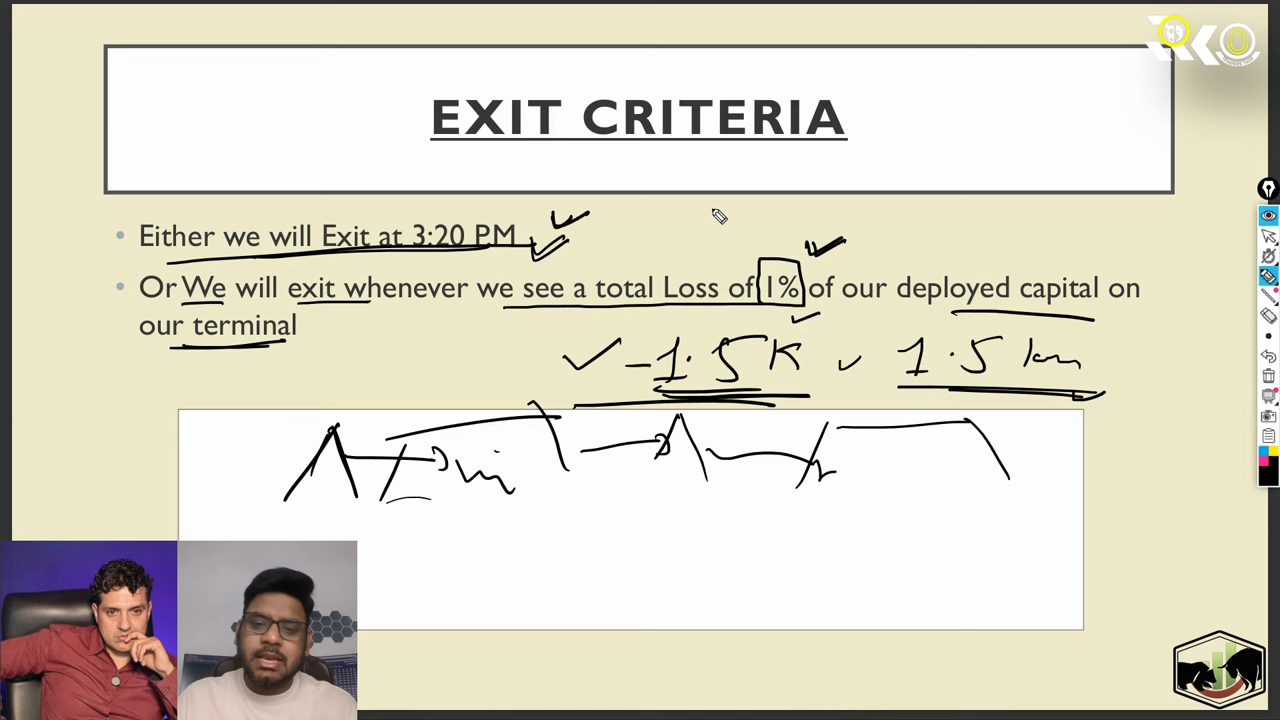 EXIT CRITERIA
Either we will Exit at 3:20 PM
Or We will exit whenever we see a total Loss of 1% of our deployed capital on
our terminal
-1.5K
1.5